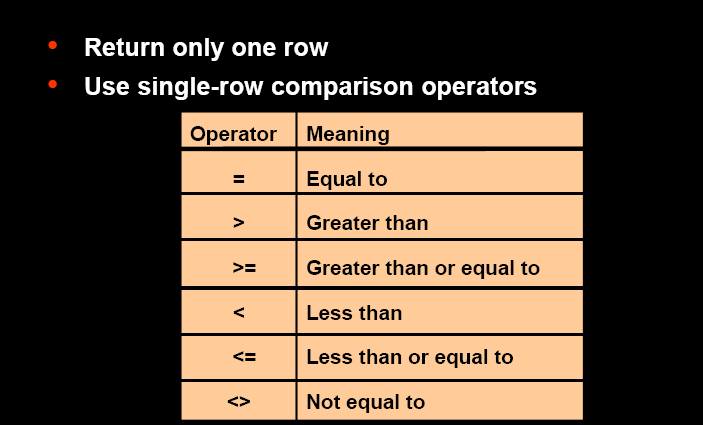 • Return only one row
• Use single-row comparison operators
Operator Meaning
= Equal to
> Greater than
>= Greater than or equal to
< Less than
<= Less than or equal to
<> Not equal to